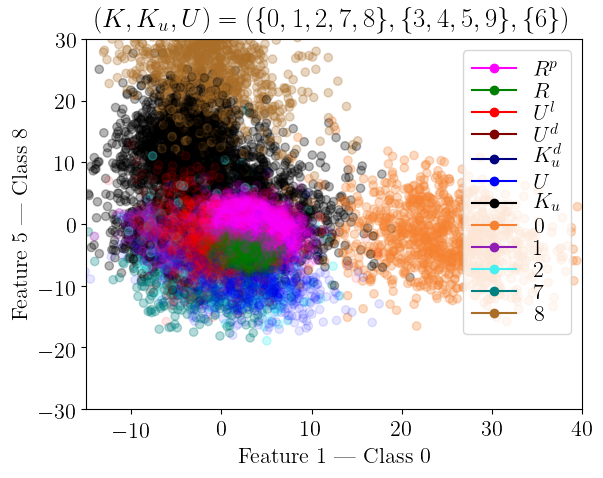 (K, K_u, U) = ({0, 1, 2, 7, 8}, {3, 4, 5, 9}, {6})
30
20
10
0
−10
−20
−30
Feature 5 — Class 8
R^p
R
U^l
U^d
K_u^d
U
K_u
0
1
2
7
8
−10
0
10
20
30
40
Feature 1 — Class 0